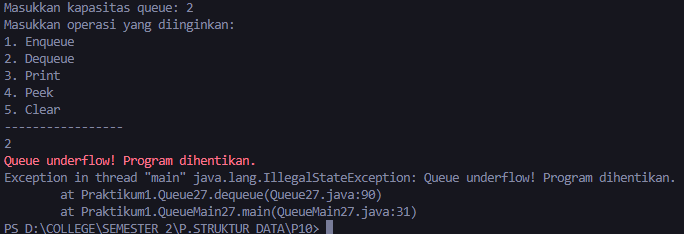 Masukkan kapasitas queue: 2
Masukkan operasi yang diinginkan:
1. Enqueue
2. Dequeue
3. Print
4. Peek
5. Clear
-----------------
2
Queue underflow! Program dihentikan.
Exception in thread "main" java.lang.IllegalStateException: Queue underflow! Program dihentikan.
        at Praktikum1.Queue27.dequeue(Queue27.java:90)
        at Praktikum1.QueueMain27.main(QueueMain27.java:31)
PS D:\COLLEGE\SEMESTER 2\P.STRUKTUR DATA\P10>